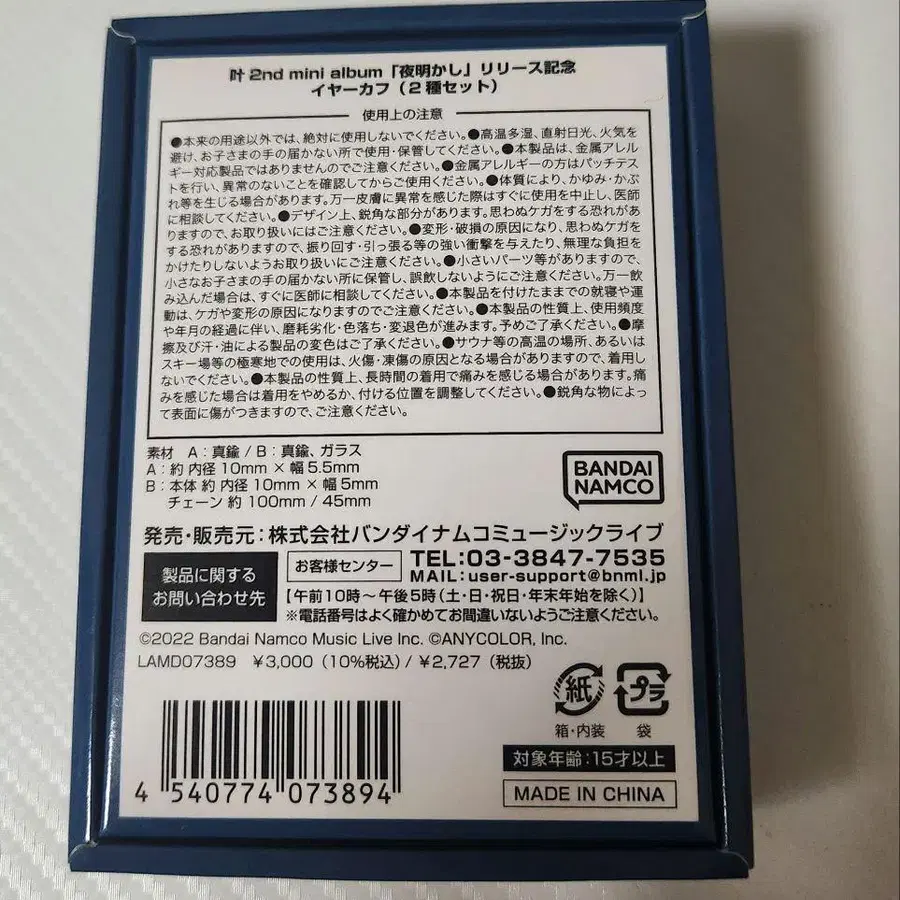 叶 2nd mini album「夜明かし」リリース記念
イヤーカフ（2種セット）
使用上の注意
●本来の用途以外では、絶対に使用しないでください。●高温多湿、直射日光、火気を
避け、お子さまの手の届かない所で使用・保管してください。●本製品は、金属アレル
ギー対応製品ではありませんのでご注意ください。●金属アレルギーの方はパッチテス
トを行い、異常のないことを確認してからご使用ください。●体質により、かゆみ・かぶ
れ等を生じる場合があります。万一皮膚に異常を感じた際はすぐに使用を中止し、医師
に相談してください。●デザイン上、鋭角な部分があります。思わぬケガをする恐れがあ
りますので、お取り扱いにはご注意ください。●変形・破損の原因になり、思わぬケガを
する恐れがありますので、振り回す・引っ張る等の強い衝撃を与えたり、無理な負担を
かけたりしないようお取り扱いにご注意ください。●小さいパーツ等がありますので、
小さなお子さまの手の届かない所に保管し、誤飲しないようにご注意ください。万一飲
み込んだ場合は、すぐに医師に相談してください。●本製品を付けたままでの就寝や運
動は、ケガや変形の原因になりますのでご注意ください。●本製品の性質上、使用頻度
や年月の経過に伴い、磨耗劣化・色落ち・変退色が進みます。予めご了承ください。●摩
擦及び汗・油による製品の変色はご了承ください。●サウナ等の高温の場所、あるいは
スキー場等の極寒地での使用は、火傷・凍傷の原因となる場合がありますので、着用し
ないでください。●本製品の性質上、長時間の着用で痛みを感じる場合があります。痛
みを感じた場合は着用をやめるか、付ける位置を調整してください。●鋭角な物によっ
て表面に傷がつきますので、ご注意ください。
素材 A：真鍮 / B：真鍮、ガラス
A：約 内径 10mm × 幅 5.5mm
B：本体 約 内径 10mm × 幅 5mm
チェーン 約 100mm / 45mm
BANDAI
NAMCO
発売・販売元：株式会社バンダイナムコミュージックライブ
製品に関する
お問い合わせ先
お客様センター
TEL:03-3847-7535
MAIL:user-support@bnml.jp
【午前10時～午後5時（土・日・祝日・年末年始を除く）】
※電話番号はよく確かめてお間違いないようご注意ください。
©2022 Bandai Namco Music Live Inc. ©ANYCOLOR, Inc.
LAMD07389 ￥3,000（10%税込）/ ￥2,727（税抜）
紙
プラ
箱・内装
袋
対象年齢：15才以上
MADE IN CHINA
4 540774 073894